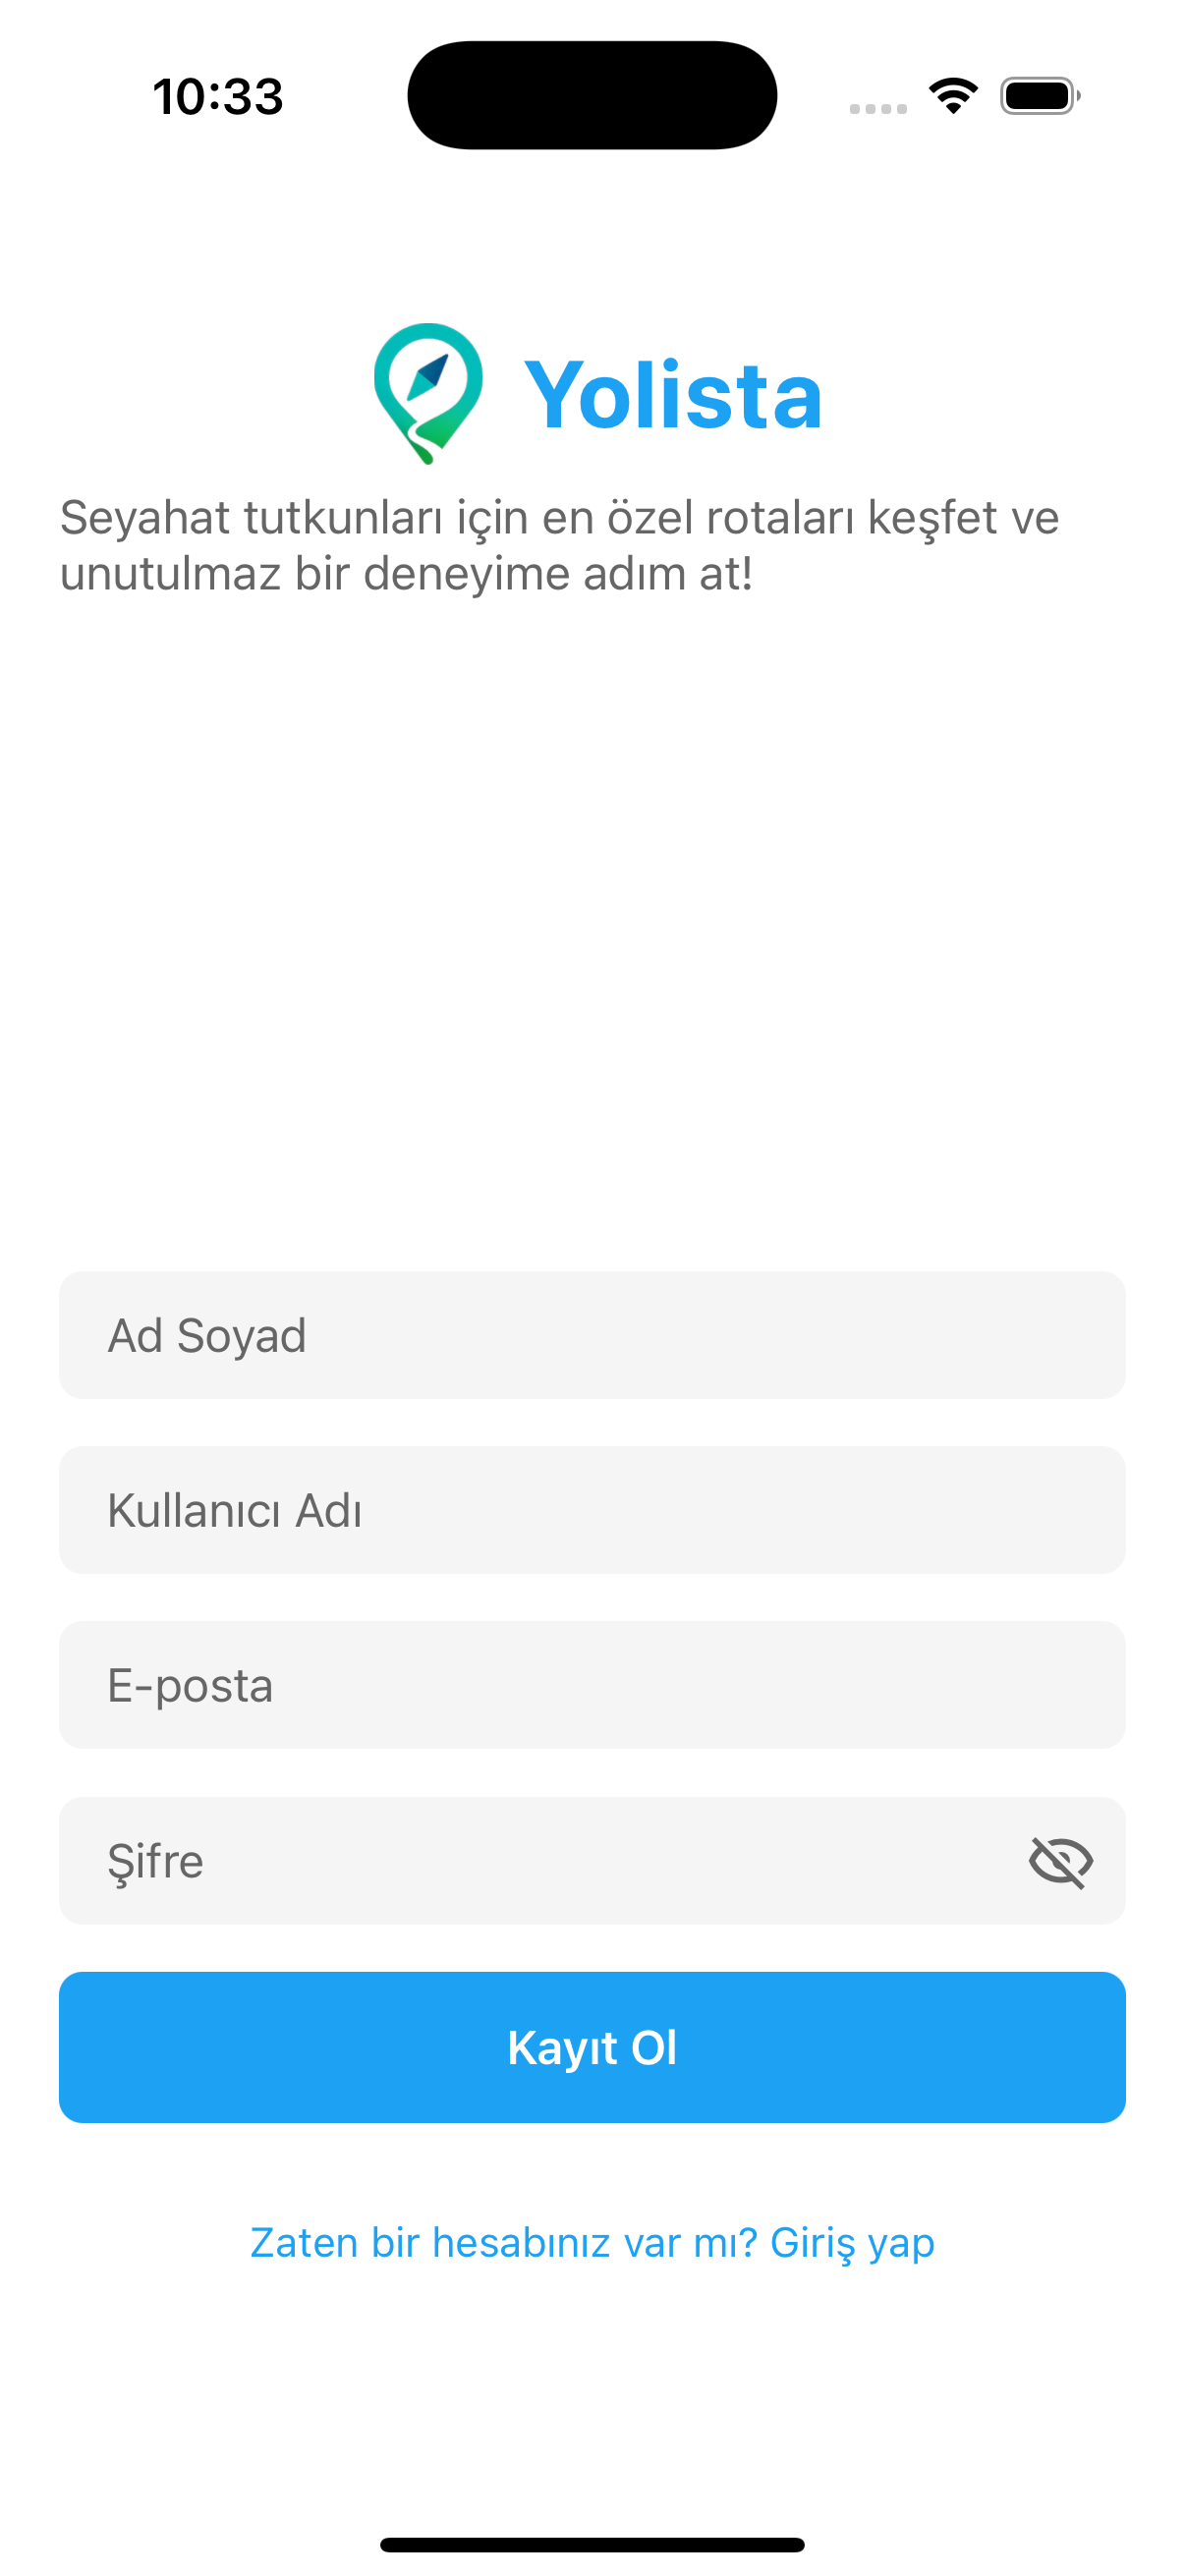 10:33
Yolista
Seyahat tutkunları için en özel rotaları keşfet ve
unutulmaz bir deneyime adım at!
Ad Soyad
Kullanıcı Adı
E-posta
Şifre
Kayıt Ol
Zaten bir hesabınız var mı? Giriş yap